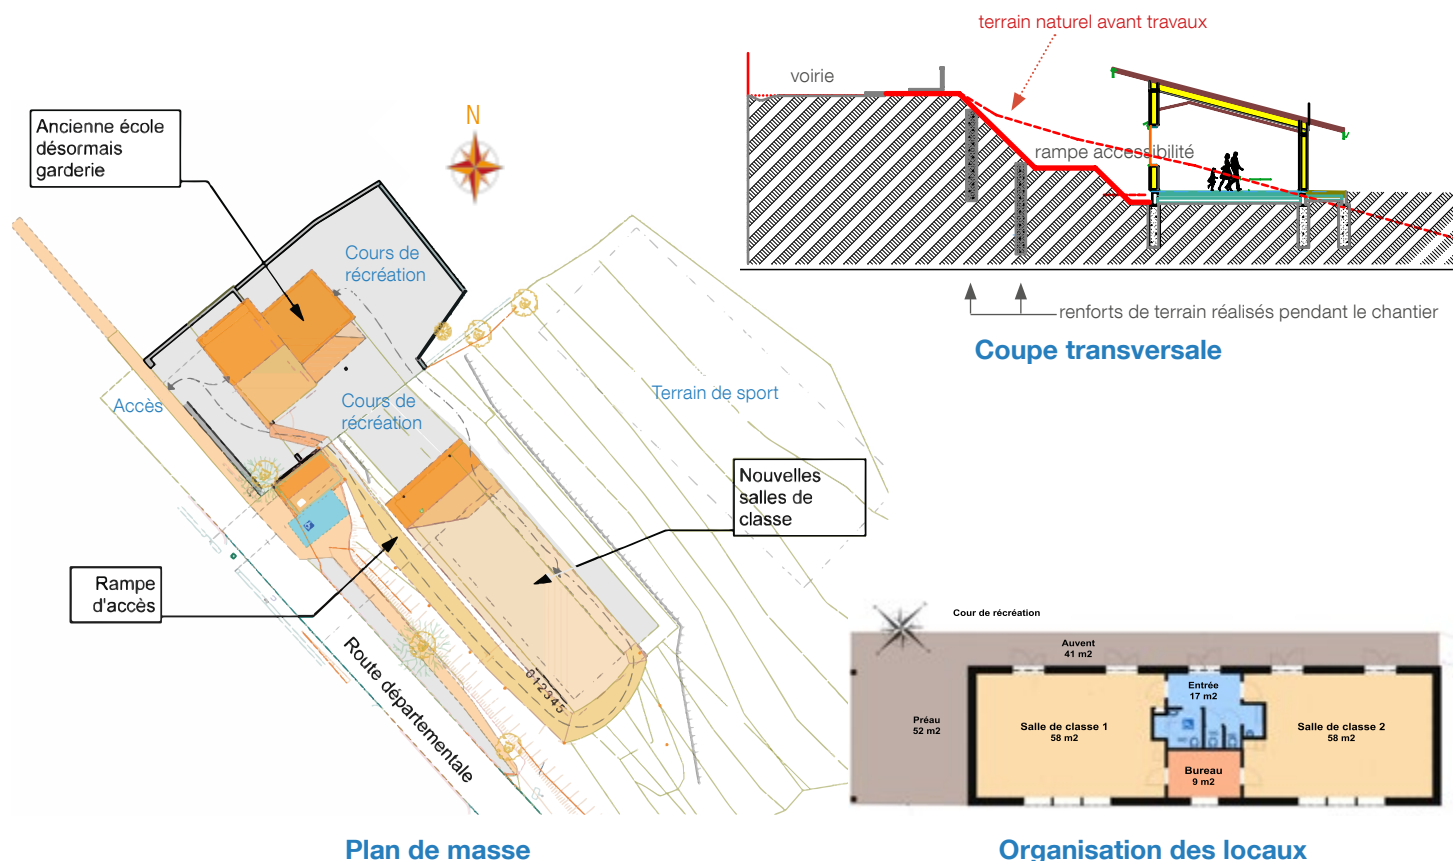 terrain naturel avant travaux
voirie
rampe accessibilité
renforts de terrain réalisés pendant le chantier
Coupe transversale
Ancienne école
désormais
garderie
N
Cours de
récréation
Accès
Cours de
récréation
Terrain de sport
Nouvelles
salles de
classe
Rampe
d'accès
Route départementale
012345
Plan de masse
Cour de récréation
Auvent
41 m2
Entrée
17 m2
Préau
52 m2
Salle de classe 1
58 m2
Salle de classe 2
58 m2
Bureau
9 m2
Organisation des locaux